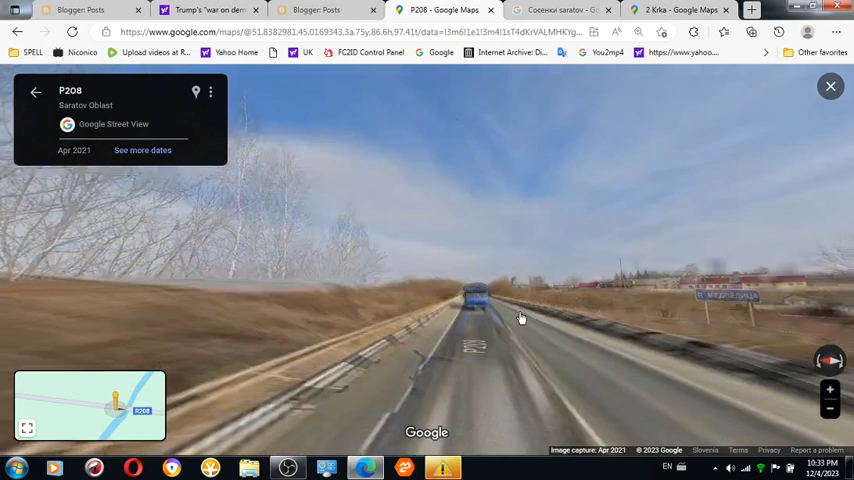 Blogger: Posts
Trump's "war on dem
Blogger: Posts
P208 - Google Maps
Сосенки saratov - Go
2 Krka - Google Maps
https://www.google.com/maps/@51.8382981,45.0169343,3a,75y,86.6h,97.41t/data=!3m6!1e1!3m4!1sT4dKrVALMHKYg...
SPELL
Niconico
Upload videos at R...
Yahoo Home
UK
FC2ID Control Panel
Google
Internet Archive: Di...
You2mp4
https://www.yahoo....
Other favorites
P208
Saratov Oblast
Google Street View
Apr 2021
See more dates
р. МЕДВЕДИЦА
P208
R208
Google
Image capture: Apr 2021
© 2023 Google
Slovenia
Terms
Privacy
Report a problem
EN
10:33 PM
12/4/2023